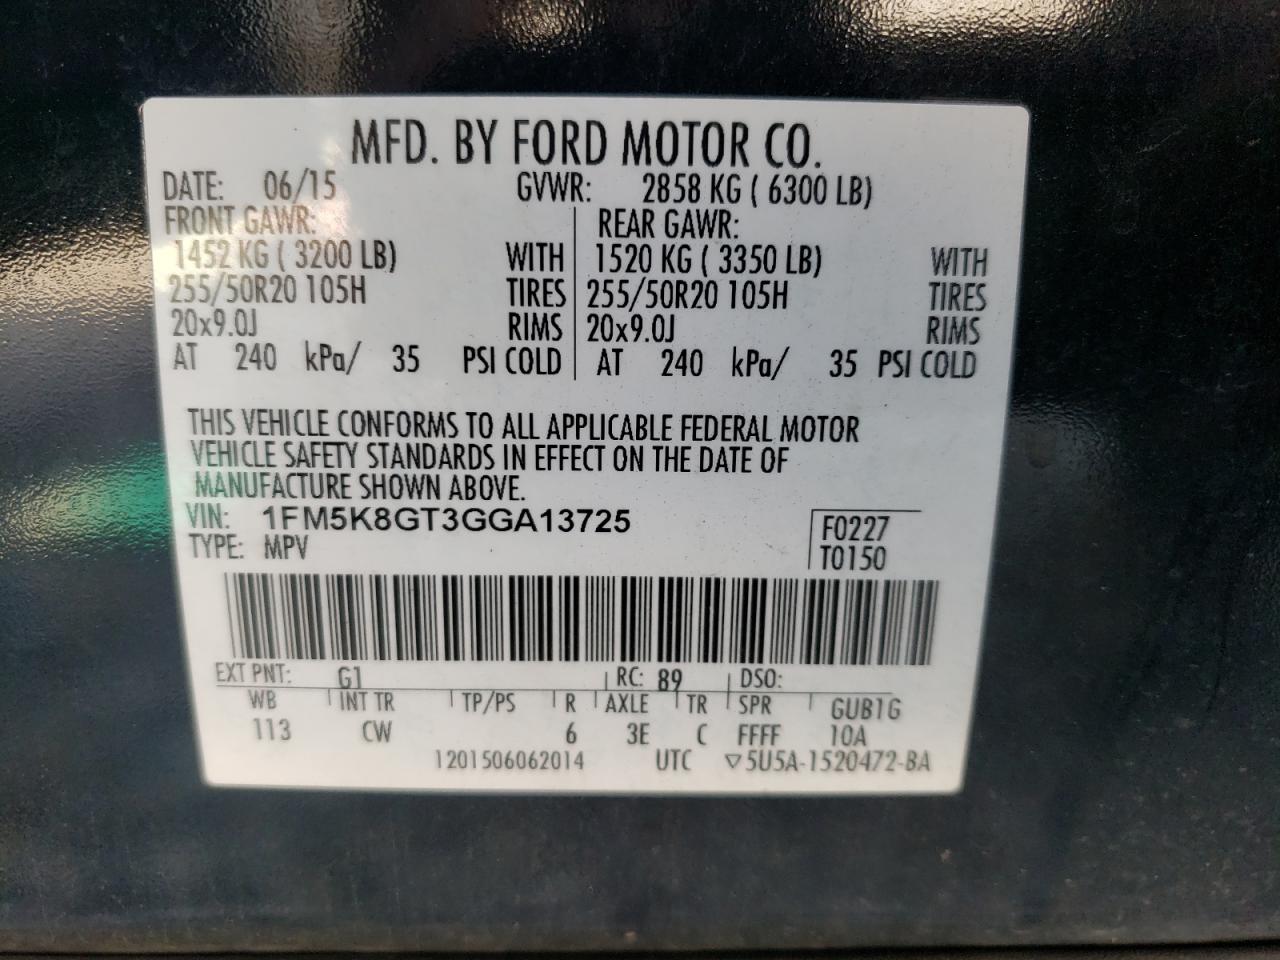 MFD. BY FORD MOTOR CO.
DATE: 06/15 GVWR: 2858 KG ( 6300 LB)
FRONT GAWR: REAR GAWR:
1452 KG ( 3200 LB) WITH 1520 KG ( 3350 LB) WITH
255/50R20 105H TIRES 255/50R20 105H TIRES
20x9.0J RIMS 20x9.0J RIMS
AT 240 kPa/ 35 PSI COLD AT 240 kPa/ 35 PSI COLD
THIS VEHICLE CONFORMS TO ALL APPLICABLE FEDERAL MOTOR
VEHICLE SAFETY STANDARDS IN EFFECT ON THE DATE OF
MANUFACTURE SHOWN ABOVE.
VIN: 1FM5K8GT3GGA13725 F0227
TYPE: MPV T0150
EXT PNT: G1 RC: 89 DSO:
WB INT TR TP/PS R AXLE TR SPR GUB1G
113 CW 6 3E C FFFF 10A
1201506062014 UTC ▽5U5A-1520472-BA